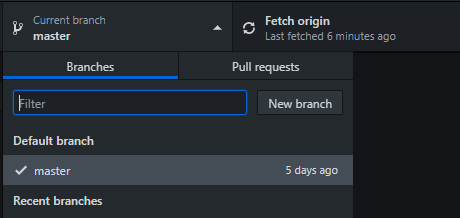 Current branch
master
Fetch origin
Last fetched 6 minutes ago
Branches
Pull requests
Filter
New branch
Default branch
master
5 days ago
Recent branches